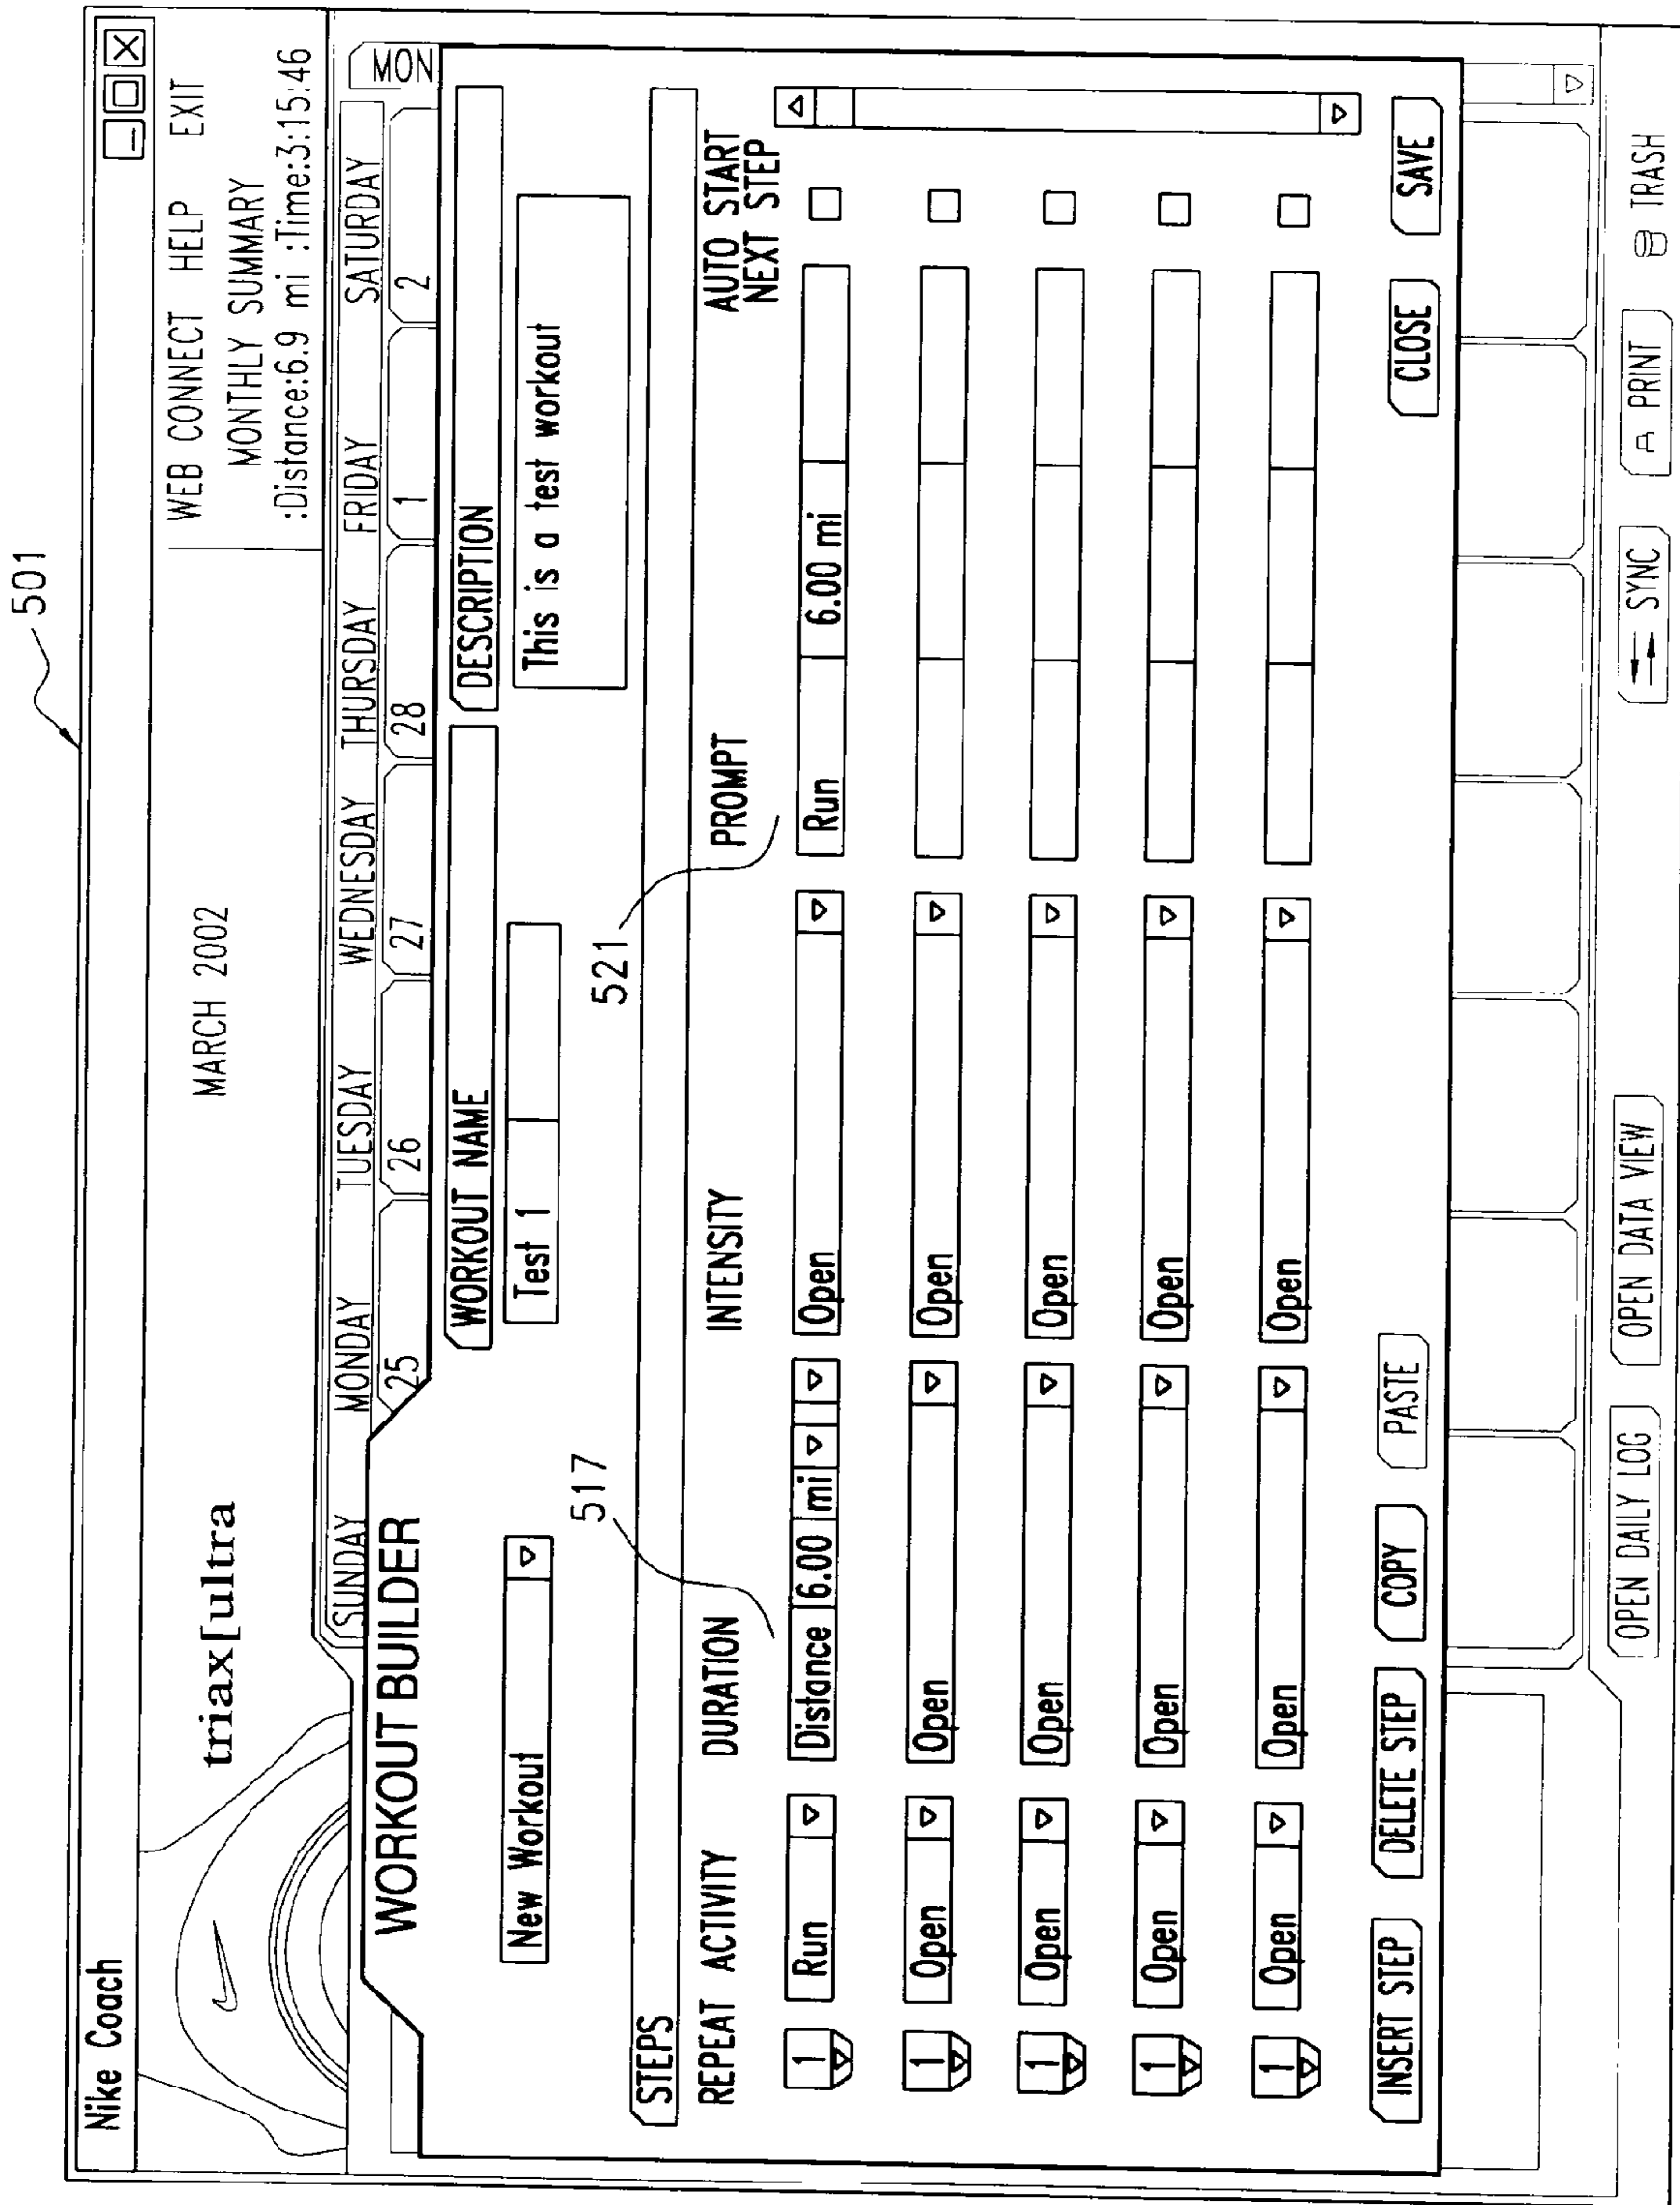 501
Nike Coach
WEB CONNECT HELP EXIT
triax[ultra
MARCH 2002
MONTHLY SUMMARY
:Distance:6.9 mi :Time:3:15:46
SUNDAY MONDAY TUESDAY WEDNESDAY THURSDAY FRIDAY SATURDAY
MON
25 26 27 28 1 2
WORKOUT BUILDER
WORKOUT NAME DESCRIPTION
New Workout Test 1 This is a test workout
517 521
STEPS
REPEAT ACTIVITY DURATION INTENSITY PROMPT AUTO START
NEXT STEP
1 Run Distance 6.00 mi Open Run 6.00 mi
1 Open Open Open
1 Open Open Open
1 Open Open Open
1 Open Open Open
INSERT STEP DELETE STEP COPY PASTE CLOSE SAVE
OPEN DAILY LOG OPEN DATA VIEW SYNC PRINT TRASH